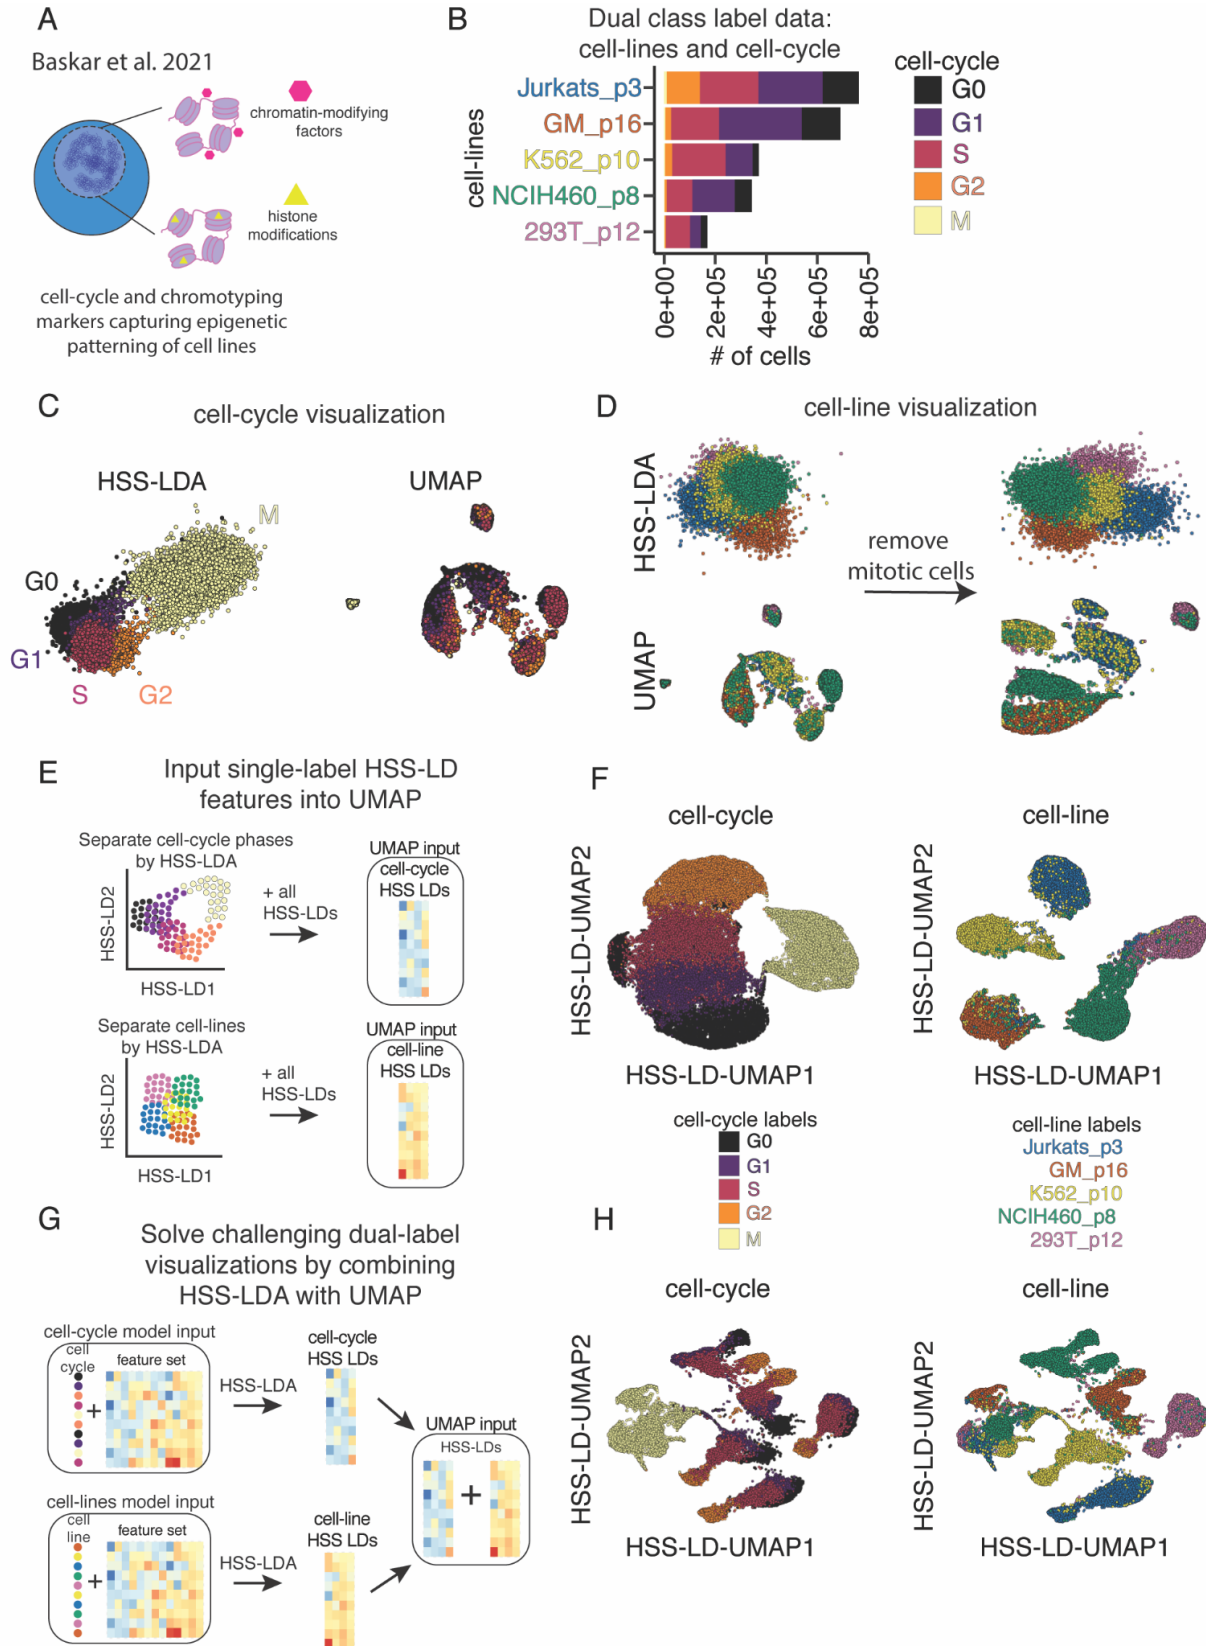 A
Baskar et al. 2021
chromatin-modifying
factors
histone
modifications
cell-cycle and chromotyping
markers capturing epigenetic
patterning of cell lines
B
Dual class label data:
cell-lines and cell-cycle
cell-lines
Jurkats_p3
GM_p16
K562_p10
NCIH460_p8
293T_p12
0e+00
2e+05
4e+05
6e+05
8e+05
# of cells
cell-cycle
G0
G1
S
G2
M
C
cell-cycle visualization
HSS-LDA
UMAP
M
G0
G1
S
G2
D
cell-line visualization
HSS-LDA
remove
mitotic cells
UMAP
E
Input single-label HSS-LD
features into UMAP
Separate cell-cycle phases
by HSS-LDA
HSS-LD2
HSS-LD1
+ all
HSS-LDs
UMAP input
cell-cycle
HSS LDs
Separate cell-lines
by HSS-LDA
HSS-LD2
HSS-LD1
+ all
HSS-LDs
UMAP input
cell-line
HSS LDs
F
cell-cycle
HSS-LD-UMAP2
HSS-LD-UMAP1
cell-line
HSS-LD-UMAP2
HSS-LD-UMAP1
cell-cycle labels
G0
G1
S
G2
M
cell-line labels
Jurkats_p3
GM_p16
K562_p10
NCIH460_p8
293T_p12
G
Solve challenging dual-label
visualizations by combining
HSS-LDA with UMAP
cell-cycle model input
cell
cycle
feature set
+
HSS-LDA
cell-cycle
HSS LDs
cell-lines model input
cell
line
feature set
+
HSS-LDA
cell-line
HSS LDs
UMAP input
HSS-LDs
+
H
cell-cycle
HSS-LD-UMAP2
HSS-LD-UMAP1
cell-line
HSS-LD-UMAP2
HSS-LD-UMAP1